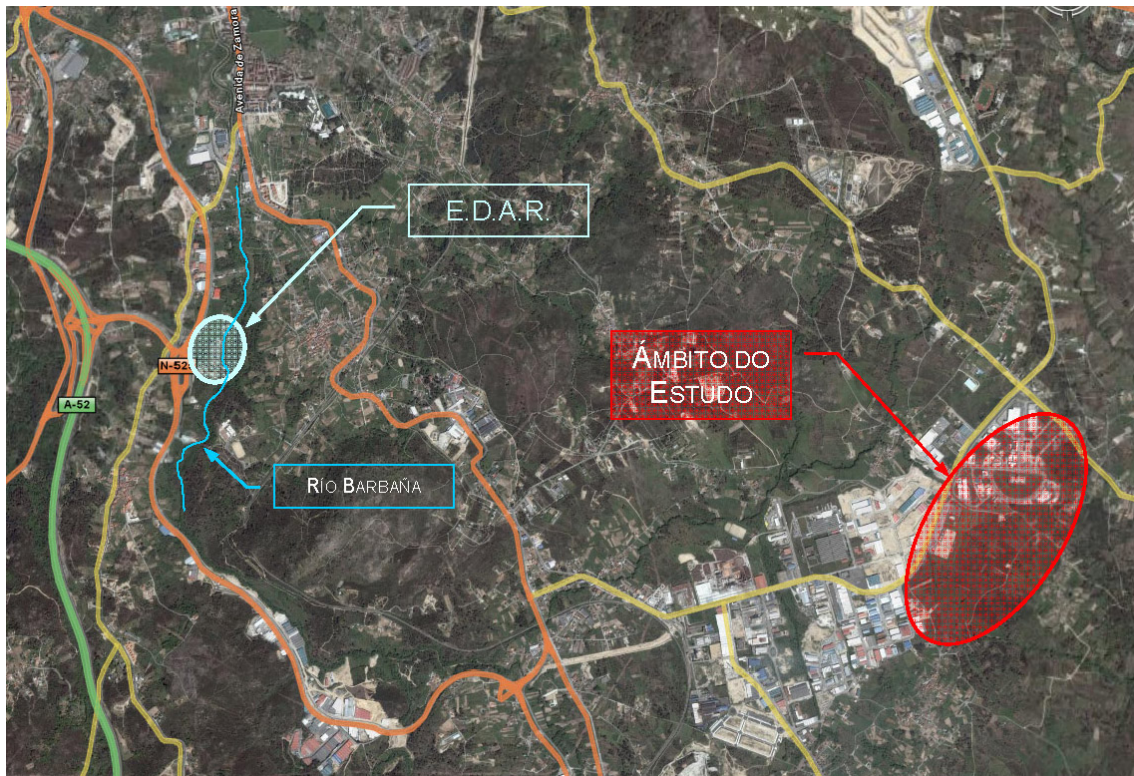 Avenida de Zamora
E.D.A.R.
ÁMBITO DO
ESTUDO
N-52
A-52
RÍO BARBAÑA